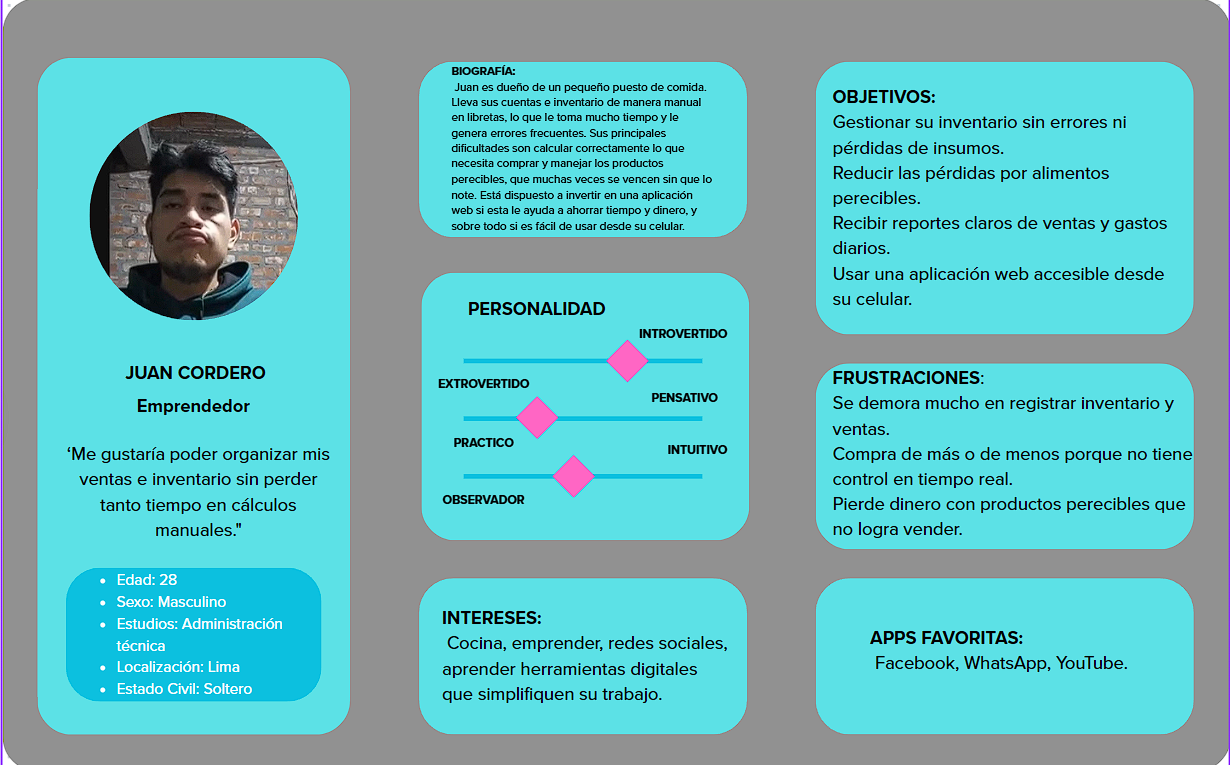 JUAN CORDERO
Emprendedor
‘Me gustaría poder organizar mis
ventas e inventario sin perder
tanto tiempo en cálculos
manuales."
• Edad: 28
• Sexo: Masculino
• Estudios: Administración
técnica
• Localización: Lima
• Estado Civil: Soltero
BIOGRAFÍA:
Juan es dueño de un pequeño puesto de comida.
Lleva sus cuentas e inventario de manera manual
en libretas, lo que le toma mucho tiempo y le
genera errores frecuentes. Sus principales
dificultades son calcular correctamente lo que
necesita comprar y manejar los productos
perecibles, que muchas veces se vencen sin que lo
note. Está dispuesto a invertir en una aplicación
web si esta le ayuda a ahorrar tiempo y dinero, y
sobre todo si es fácil de usar desde su celular.
PERSONALIDAD
INTROVERTIDO
EXTROVERTIDO
PENSATIVO
PRACTICO
INTUITIVO
OBSERVADOR
INTERESES:
Cocina, emprender, redes sociales,
aprender herramientas digitales
que simplifiquen su trabajo.
OBJETIVOS:
Gestionar su inventario sin errores ni
pérdidas de insumos.
Reducir las pérdidas por alimentos
perecibles.
Recibir reportes claros de ventas y gastos
diarios.
Usar una aplicación web accesible desde
su celular.
FRUSTRACIONES:
Se demora mucho en registrar inventario y
ventas.
Compra de más o de menos porque no tiene
control en tiempo real.
Pierde dinero con productos perecibles que
no logra vender.
APPS FAVORITAS:
Facebook, WhatsApp, YouTube.